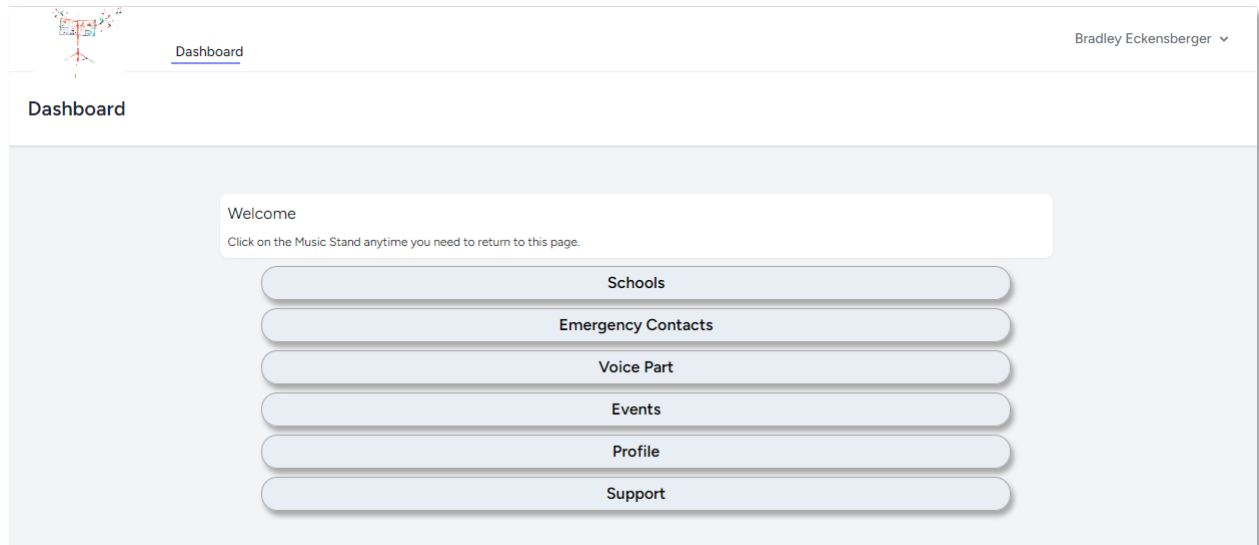 Dashboard
Bradley Eckensberger
Dashboard
Welcome
Click on the Music Stand anytime you need to return to this page.
Schools
Emergency Contacts
Voice Part
Events
Profile
Support